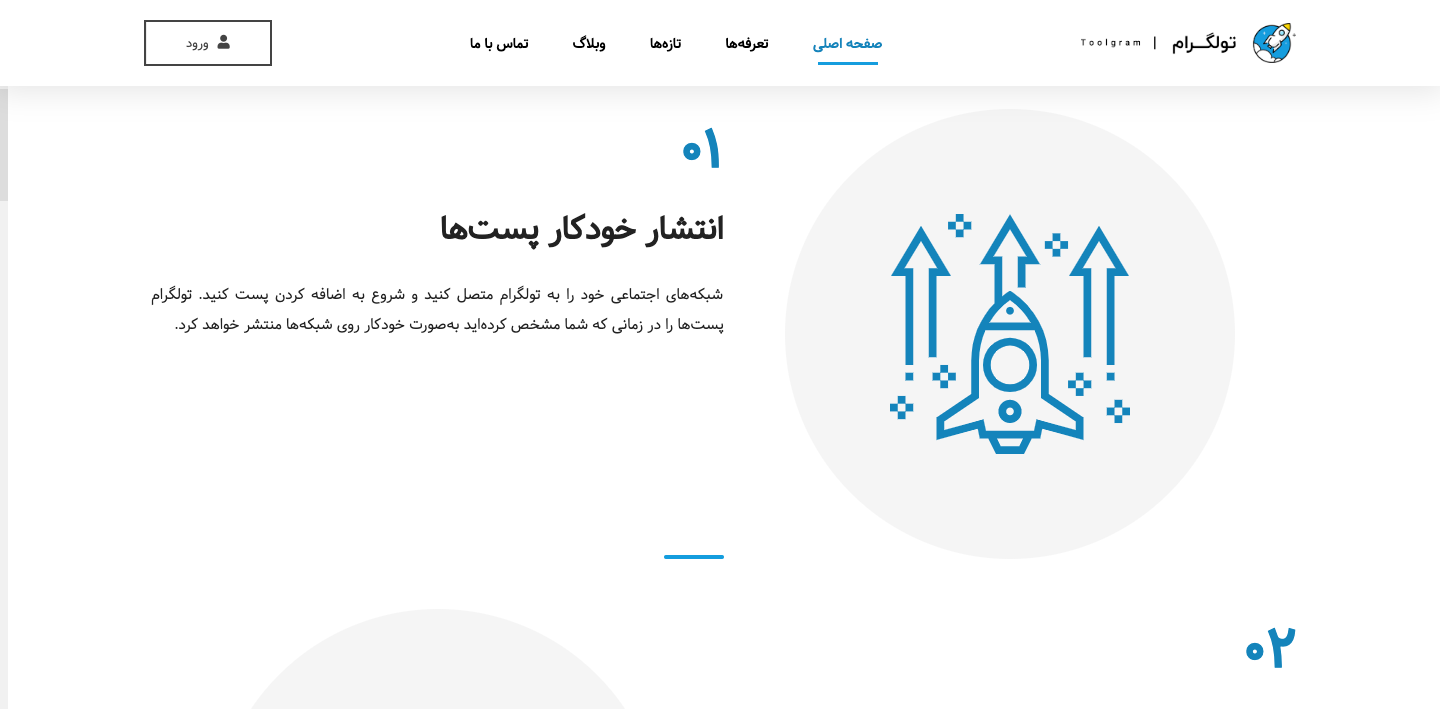 تولگـرام | Toolgram
صفحه اصلی
تعرفه‌ها
تازه‌ها
وبلاگ
تماس با ما
ورود
۰۱
انتشار خودکار پست‌ها
شبکه‌های اجتماعی خود را به تولگرام متصل کنید و شروع به اضافه کردن پست کنید. تولگرام
پست‌ها را در زمانی که شما مشخص کرده‌اید به‌صورت خودکار روی شبکه‌ها منتشر خواهد کرد.
۰۲